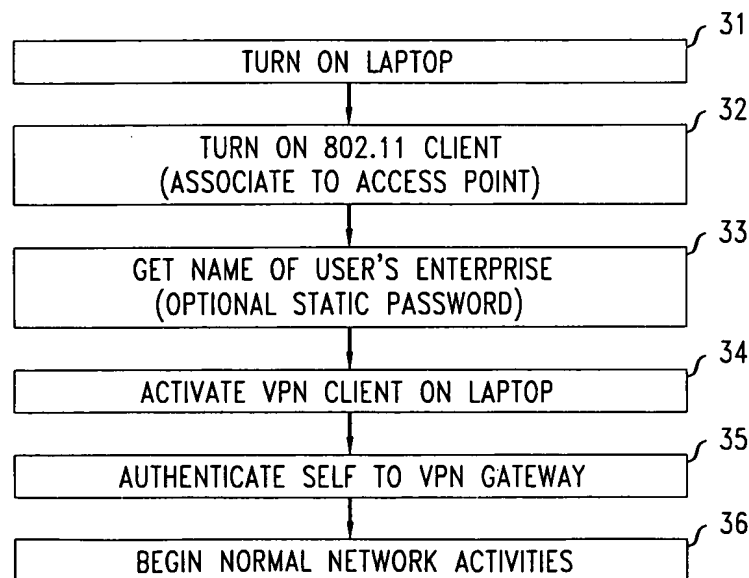 31
TURN ON LAPTOP
32
TURN ON 802.11 CLIENT
(ASSOCIATE TO ACCESS POINT)
33
GET NAME OF USER'S ENTERPRISE
(OPTIONAL STATIC PASSWORD)
34
ACTIVATE VPN CLIENT ON LAPTOP
35
AUTHENTICATE SELF TO VPN GATEWAY
36
BEGIN NORMAL NETWORK ACTIVITIES